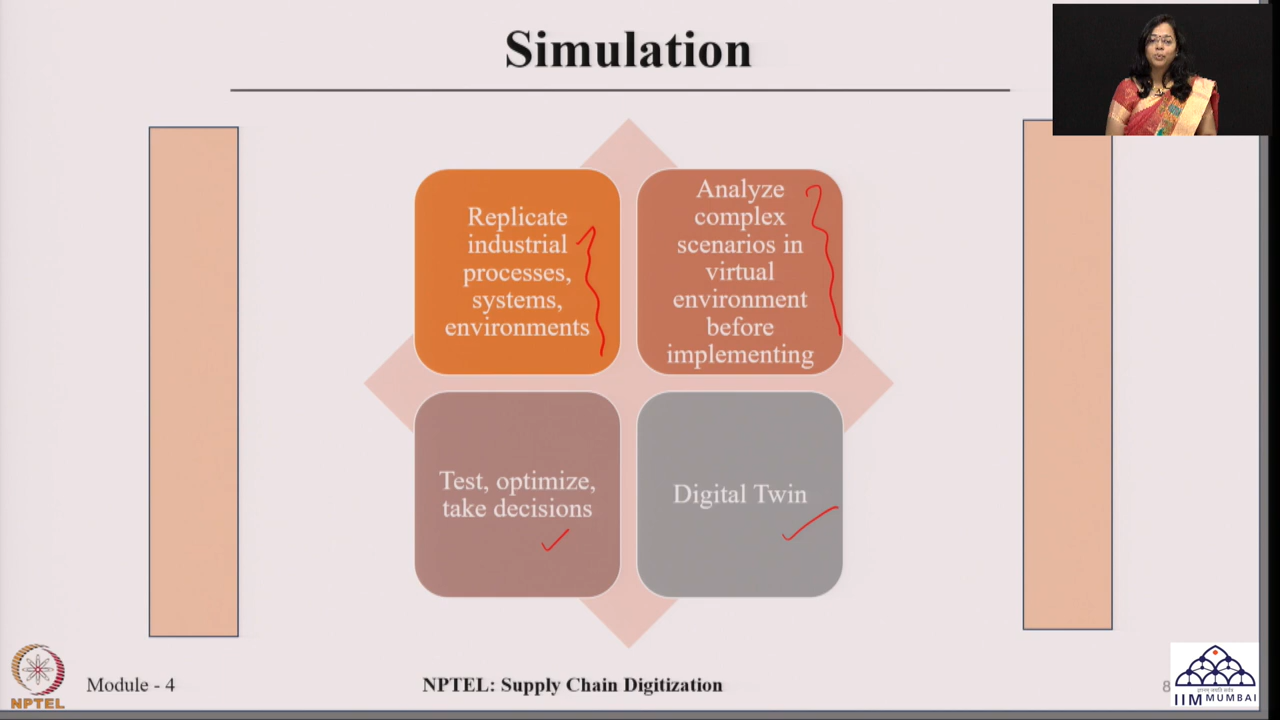 Simulation
Replicate
industrial
processes,
systems,
environments
Analyze
complex
scenarios in
virtual
environment
before
implementing
Test, optimize,
take decisions
Digital Twin
NPTEL
Module - 4
NPTEL: Supply Chain Digitization
8
IIM MUMBAI